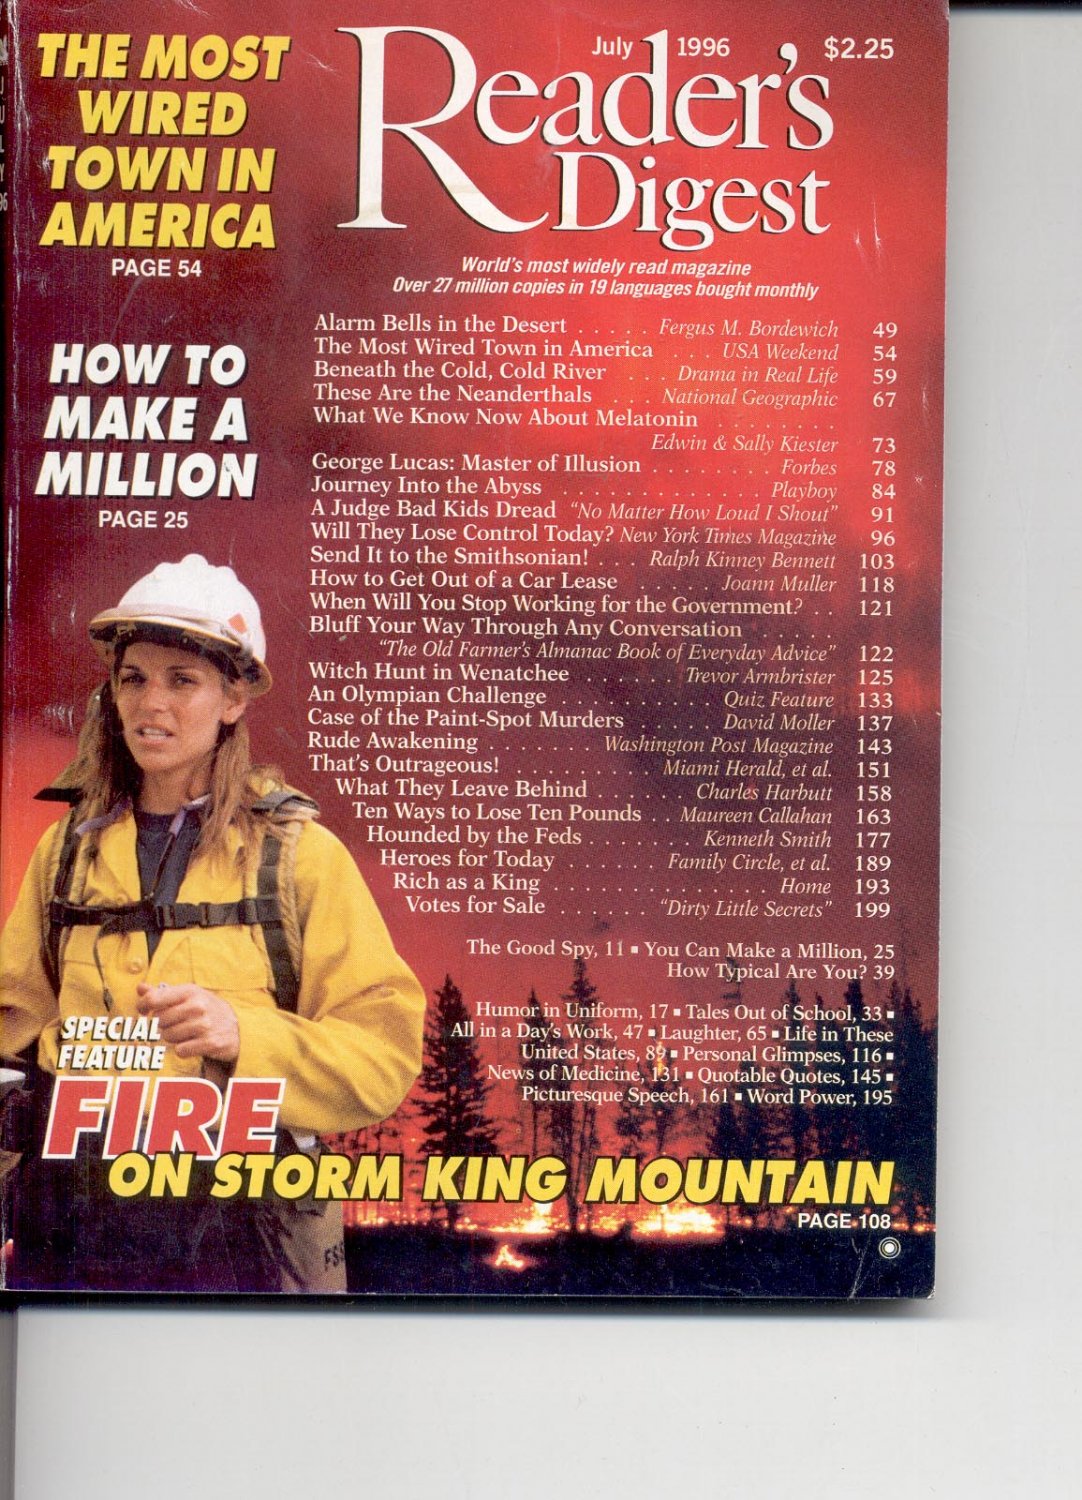 THE MOST
WIRED
TOWN IN
AMERICA
PAGE 54
HOW TO
MAKE A
MILLION
PAGE 25
July 1996 $2.25
Reader's
Digest
World's most widely read magazine
Over 27 million copies in 19 languages bought monthly
Alarm Bells in the Desert . . . . . Fergus M. Bordewich 49
The Most Wired Town in America . . . USA Weekend 54
Beneath the Cold, Cold River . . . Drama in Real Life 59
These Are the Neanderthals . . . National Geographic 67
What We Know Now About Melatonin . . . . . . . .
Edwin & Sally Kiester 73
George Lucas: Master of Illusion . . . . . . . . Forbes 78
Journey Into the Abyss . . . . . . . . . . . . . . Playboy 84
A Judge Bad Kids Dread "No Matter How Loud I Shout" 91
Will They Lose Control Today? New York Times Magazine 96
Send It to the Smithsonian! . . . Ralph Kinney Bennett 103
How to Get Out of a Car Lease . . . . . Joann Muller 118
When Will You Stop Working for the Government? . . 121
Bluff Your Way Through Any Conversation . . . . .
"The Old Farmer's Almanac Book of Everyday Advice" 122
Witch Hunt in Wenatchee . . . . . . Trevor Armbrister 125
An Olympian Challenge . . . . . . . . . . Quiz Feature 133
Case of the Paint-Spot Murders . . . . . David Moller 137
Rude Awakening . . . . . . . Washington Post Magazine 143
That's Outrageous! . . . . . . . . . Miami Herald, et al. 151
What They Leave Behind . . . . . . Charles Harbutt 158
Ten Ways to Lose Ten Pounds . . Maureen Callahan 163
Hounded by the Feds . . . . . . . Kenneth Smith 177
Heroes for Today . . . . . . Family Circle, et al. 189
Rich as a King . . . . . . . . . . . . . . Home 193
Votes for Sale . . . . . . "Dirty Little Secrets" 199
The Good Spy, 11 ▪ You Can Make a Million, 25
How Typical Are You? 39
Humor in Uniform, 17 ▪ Tales Out of School, 33 ▪
All in a Day's Work, 47 ▪ Laughter, 65 ▪ Life in These
United States, 89 ▪ Personal Glimpses, 116 ▪
News of Medicine, 131 ▪ Quotable Quotes, 145 ▪
Picturesque Speech, 161 ▪ Word Power, 195
SPECIAL
FEATURE
FIRE
ON STORM KING MOUNTAIN
PAGE 108